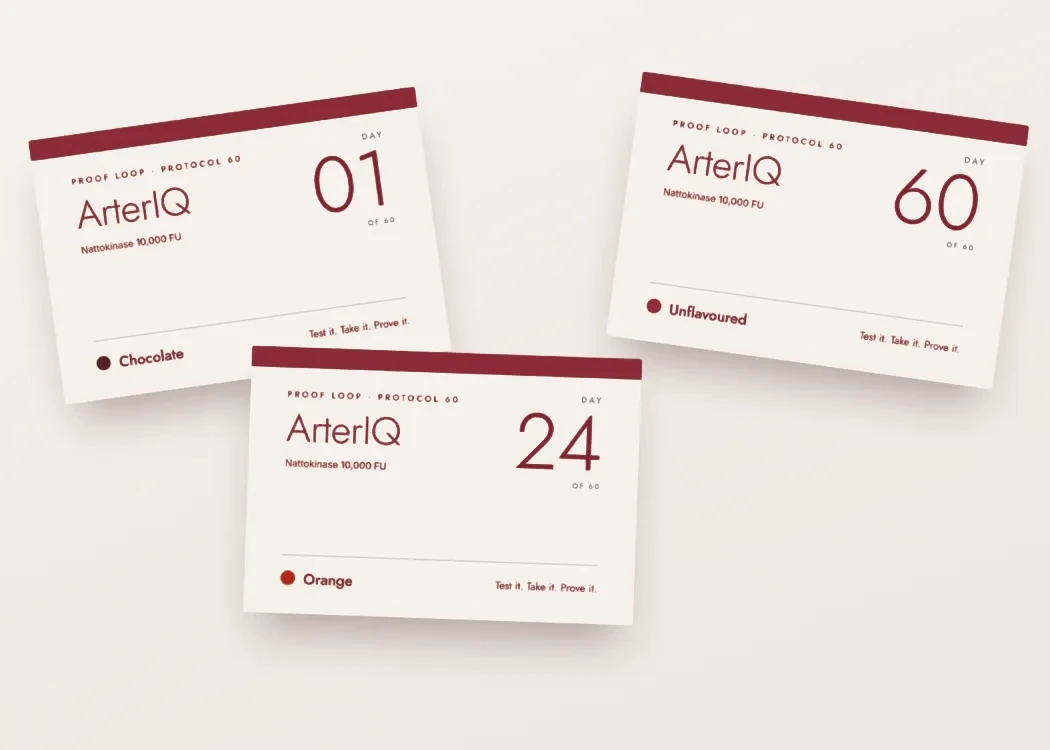 PROOF LOOP · PROTOCOL 60
ArterIQ
Nattokinase 10,000 FU
DAY
01
OF 60
Chocolate
Test it. Take it. Prove it.
PROOF LOOP · PROTOCOL 60
ArterIQ
Nattokinase 10,000 FU
DAY
60
OF 60
Unflavoured
Test it. Take it. Prove it.
PROOF LOOP · PROTOCOL 60
ArterIQ
Nattokinase 10,000 FU
DAY
24
OF 60
Orange
Test it. Take it. Prove it.